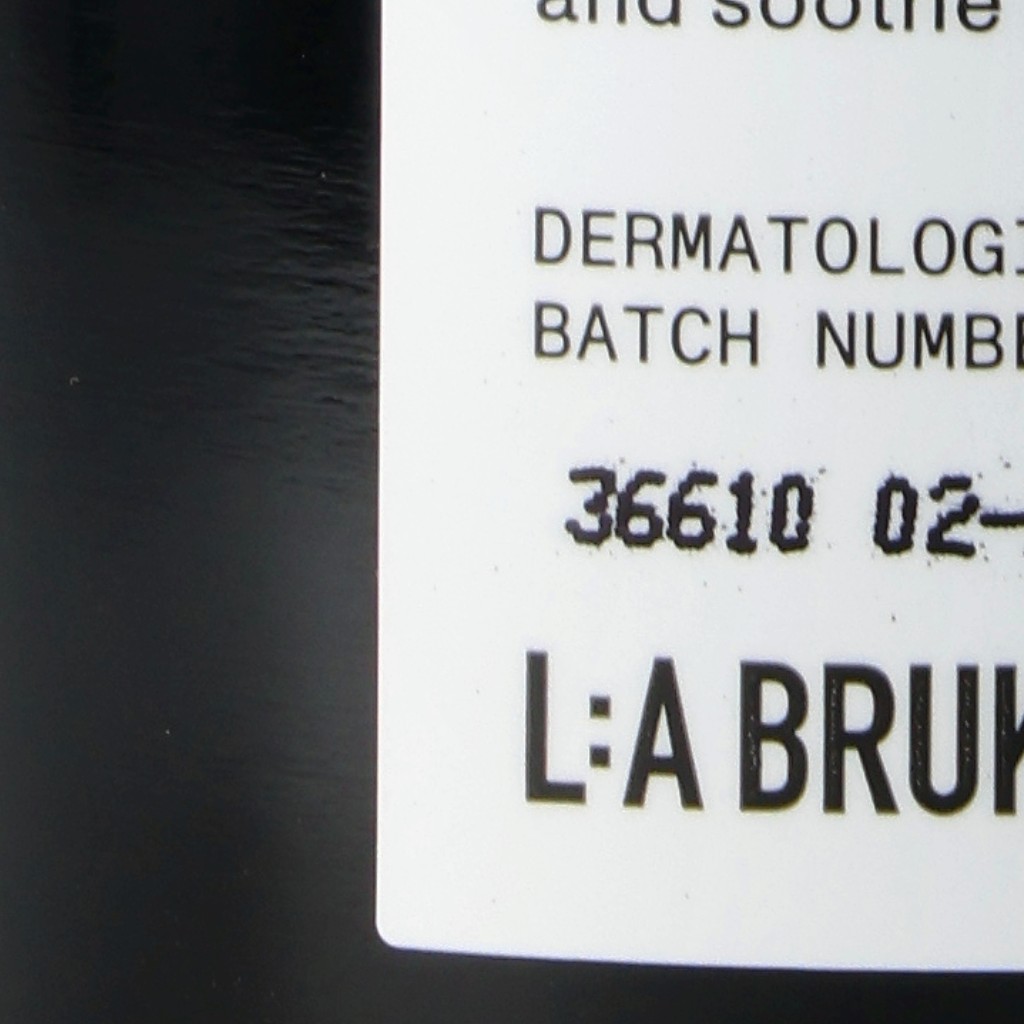 and soothe
DERMATOLOGI
BATCH NUMBE
36610 02-
L:A BRUK